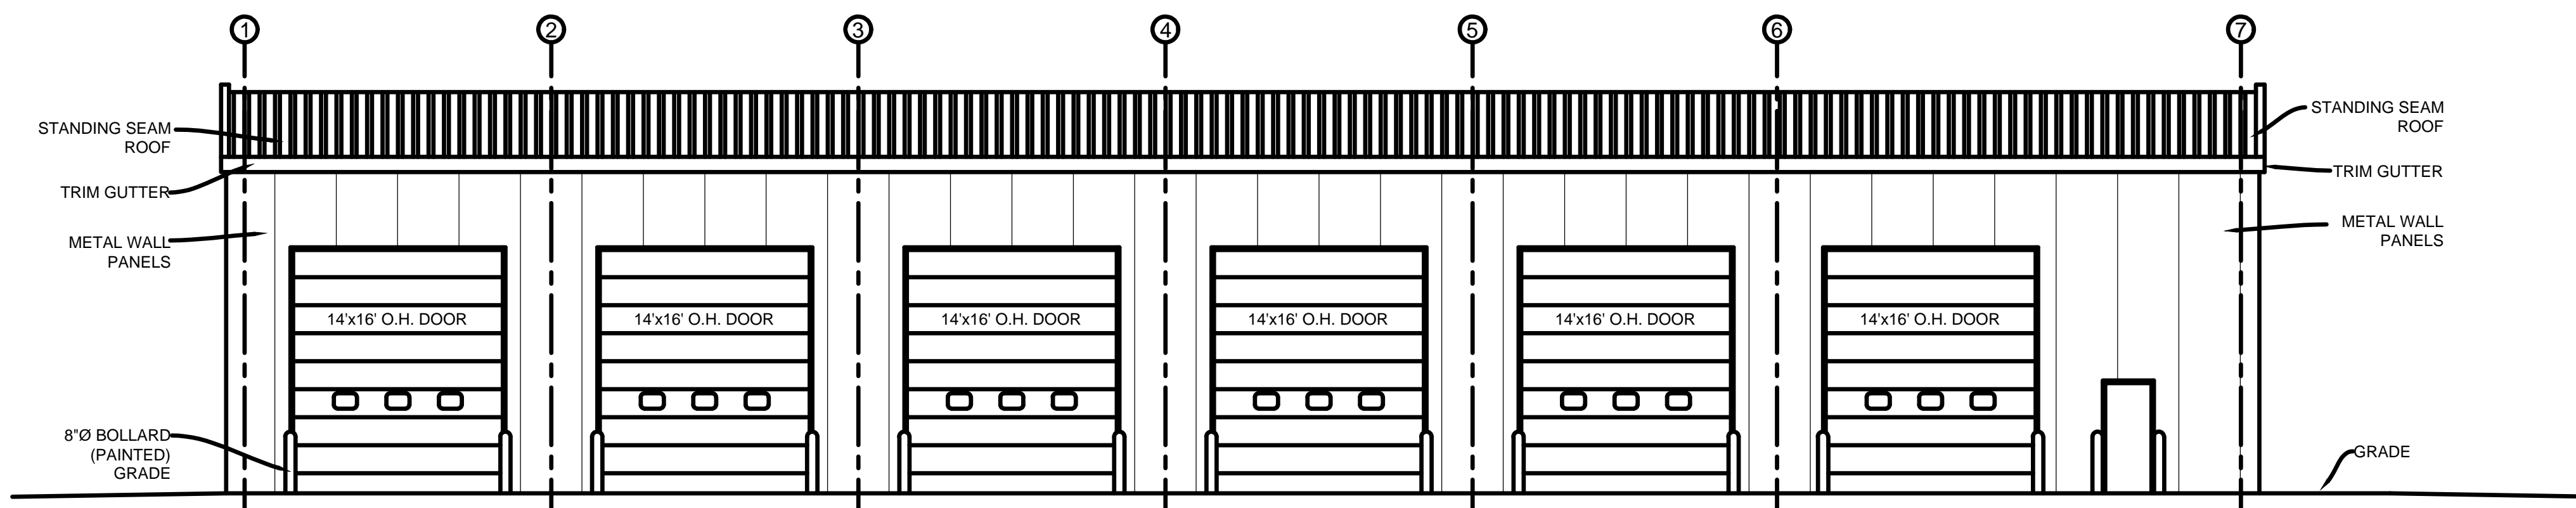 1
2
3
4
5
6
7
STANDING SEAM
ROOF
TRIM GUTTER
METAL WALL
PANELS
8"Ø BOLLARD
(PAINTED)
GRADE
14'x16' O.H. DOOR
14'x16' O.H. DOOR
14'x16' O.H. DOOR
14'x16' O.H. DOOR
14'x16' O.H. DOOR
14'x16' O.H. DOOR
STANDING SEAM
ROOF
TRIM GUTTER
METAL WALL
PANELS
GRADE